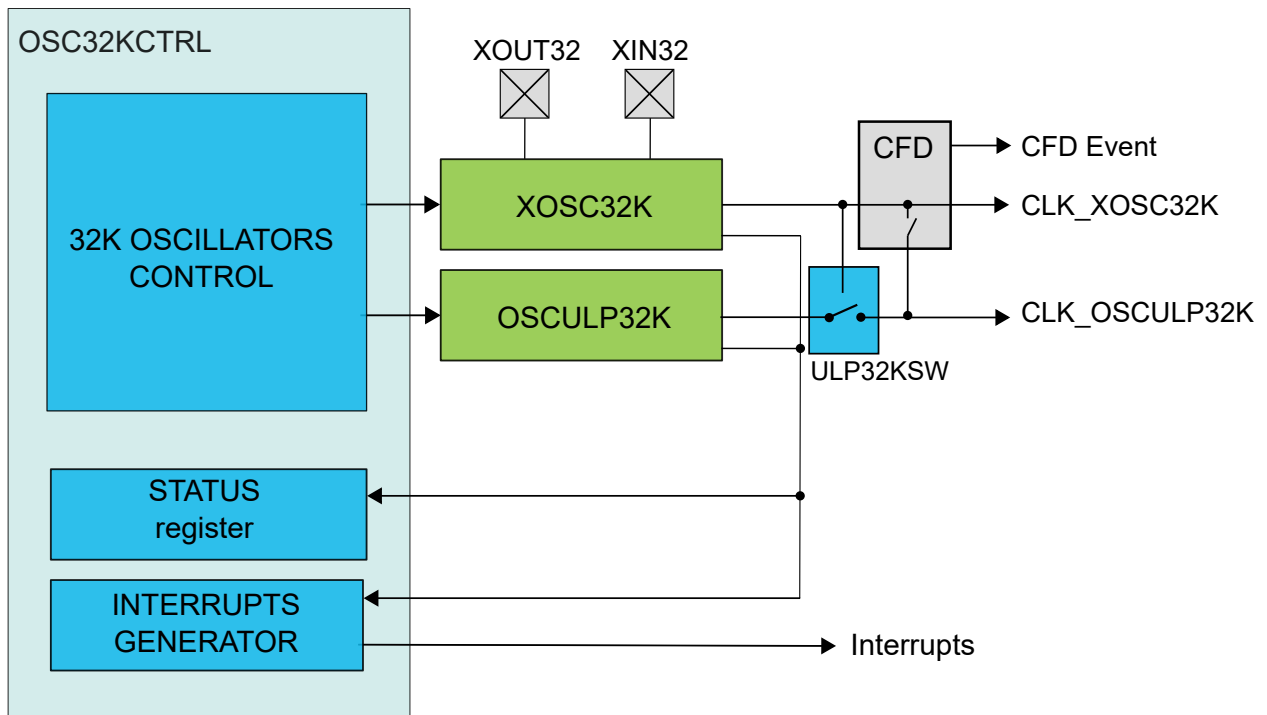 OSC32KCTRL
XOUT32
XIN32
32K OSCILLATORS
CONTROL
XOSC32K
OSCULP32K
CFD
CFD Event
CLK_XOSC32K
CLK_OSCULP32K
ULP32KSW
STATUS
register
INTERRUPTS
GENERATOR
Interrupts